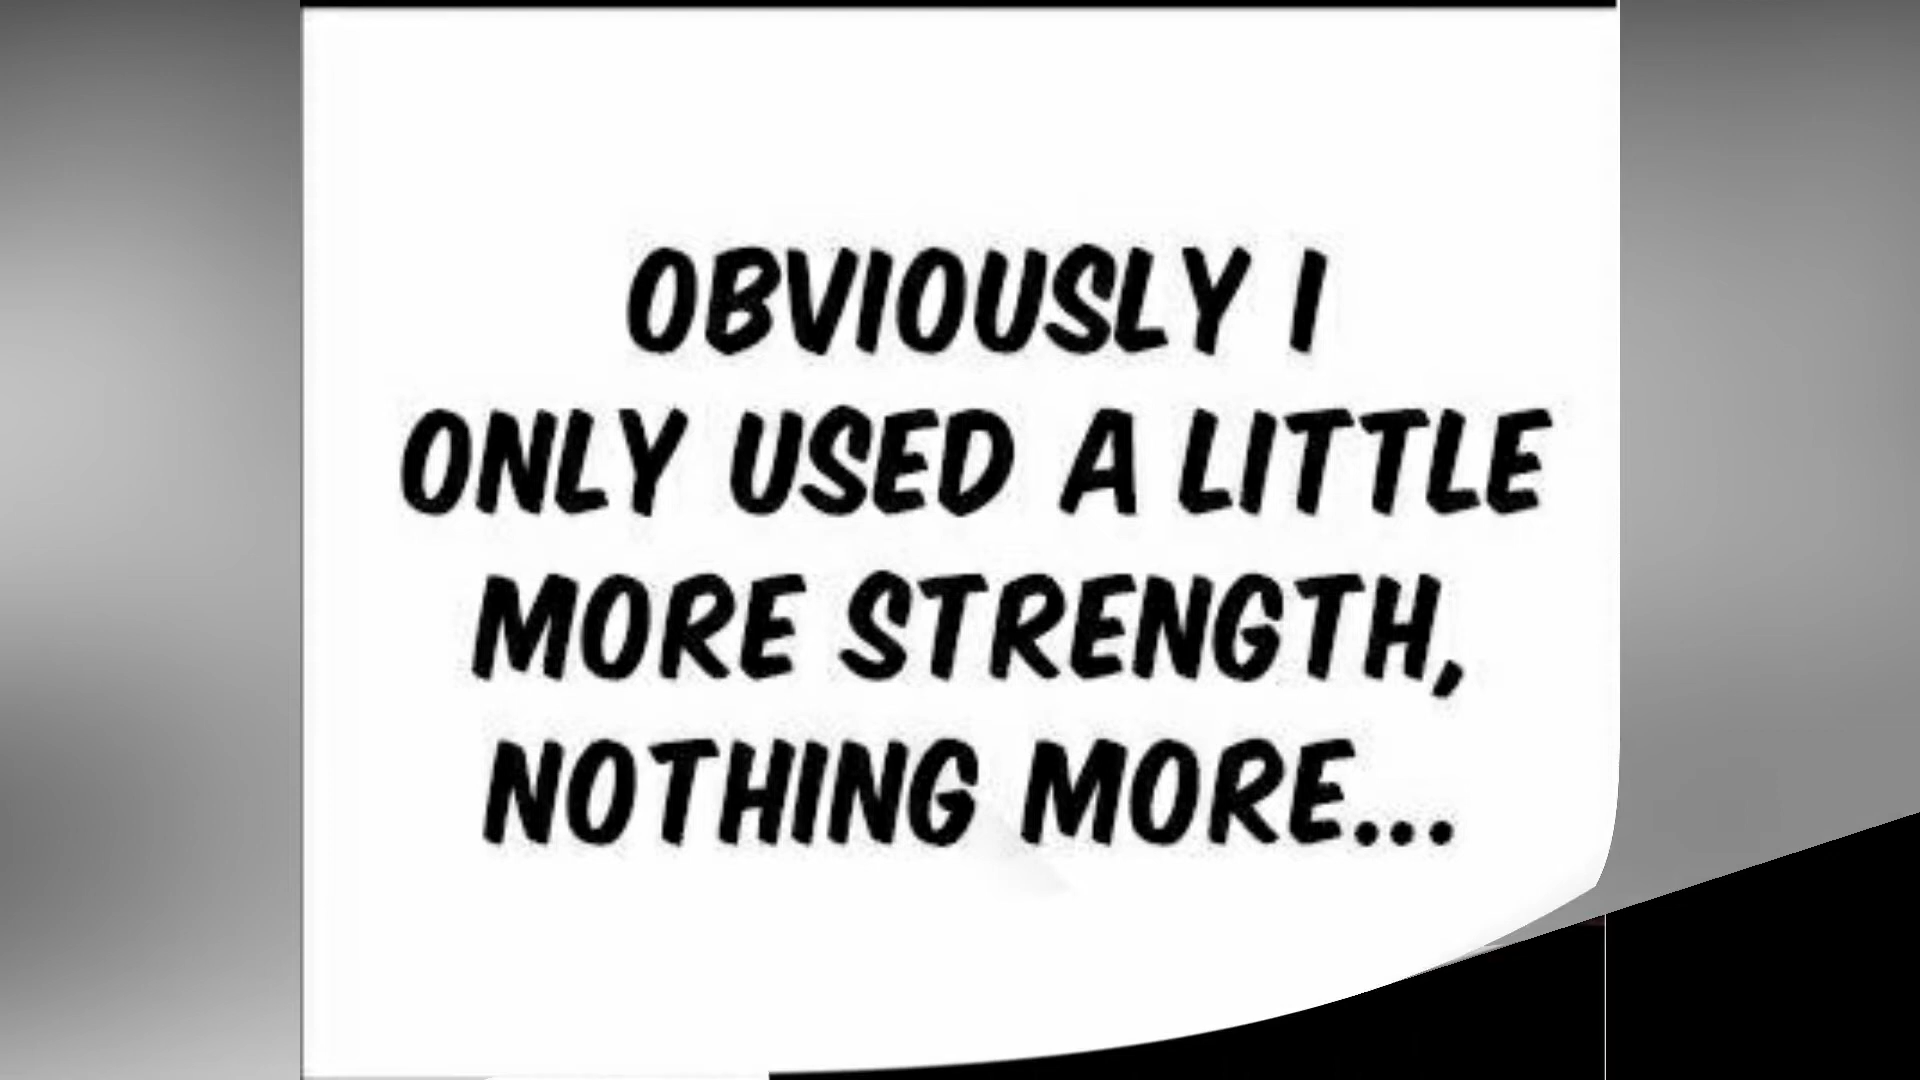 OBVIOUSLY I
ONLY USED A LITTLE
MORE STRENGTH,
NOTHING MORE...